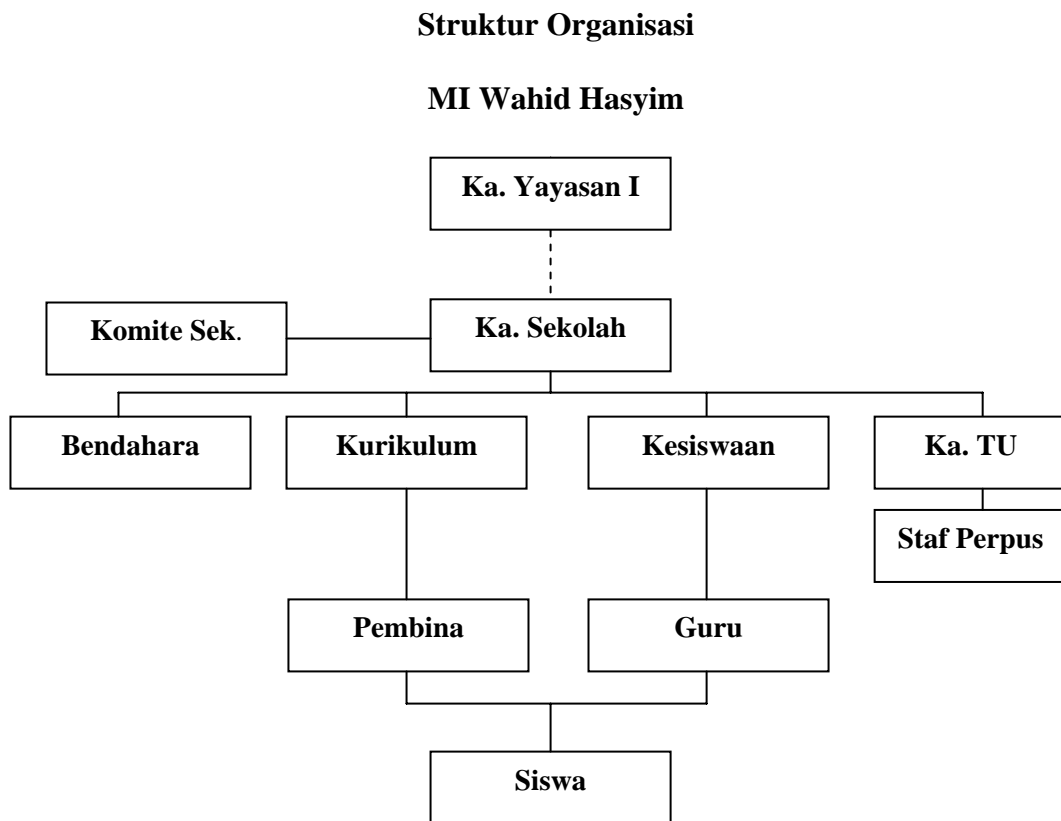 Struktur Organisasi
MI Wahid Hasyim
Ka. Yayasan I
Komite Sek.
Ka. Sekolah
Bendahara
Kurikulum
Kesiswaan
Ka. TU
Staf Perpus
Pembina
Guru
Siswa